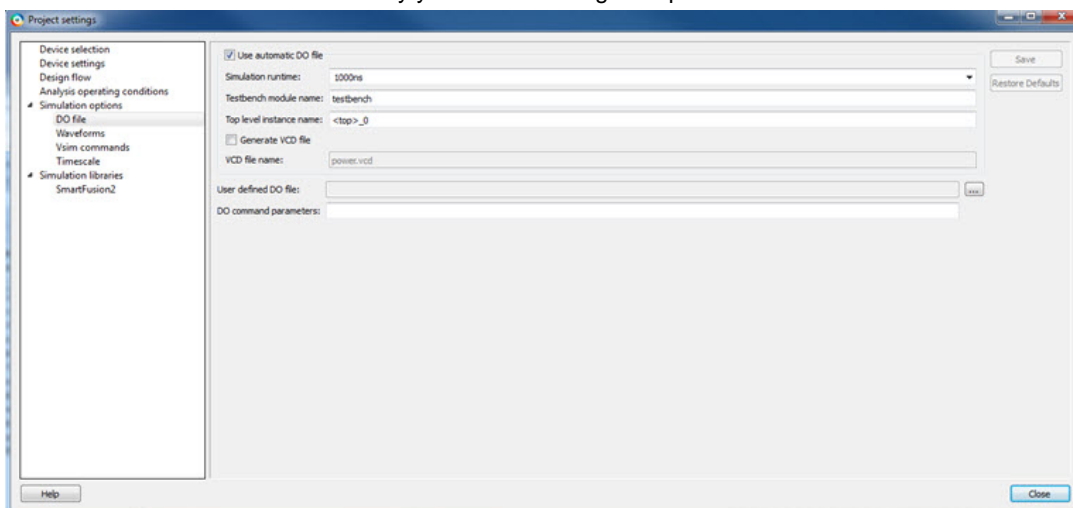 Project settings
Device selection
Device settings
Design flow
Analysis operating conditions
Simulation options
DO file
Waveforms
Vsim commands
Timescale
Simulation libraries
SmartFusion2
Use automatic DO file
Simulation runtime: 1000ns
Testbench module name: testbench
Top level instance name: <top>_0
Generate VCD file
VCD file name: power.vcd
User defined DO file: ...
DO command parameters:
Save
Restore Defaults
Help
Close